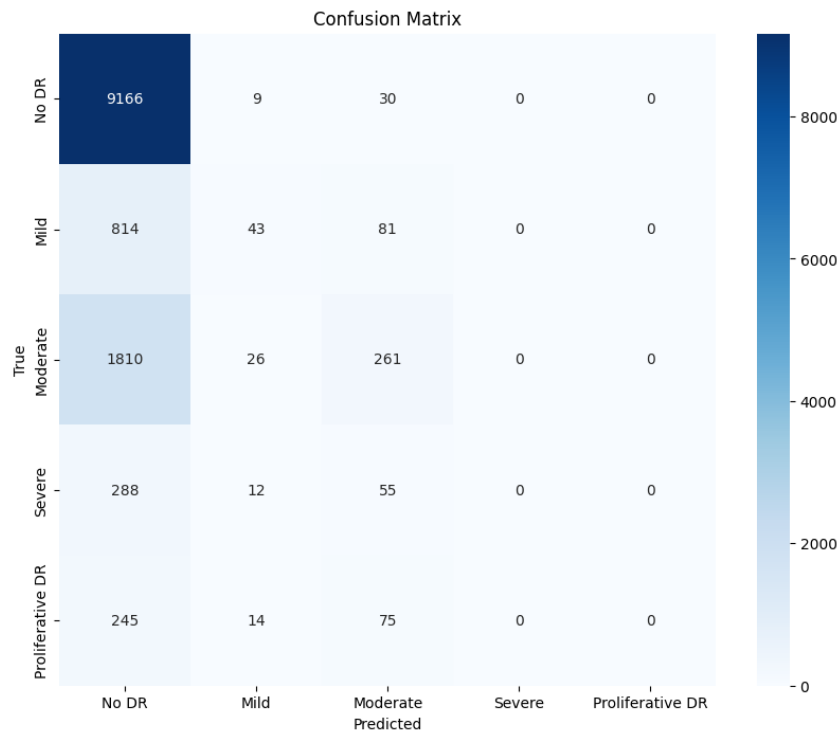 Confusion Matrix
No DR
9166 9 30 0 0
Mild
814 43 81 0 0
Moderate
1810 26 261 0 0
Severe
288 12 55 0 0
Proliferative DR
245 14 75 0 0
True
No DR Mild Moderate Severe Proliferative DR
Predicted
8000
6000
4000
2000
0